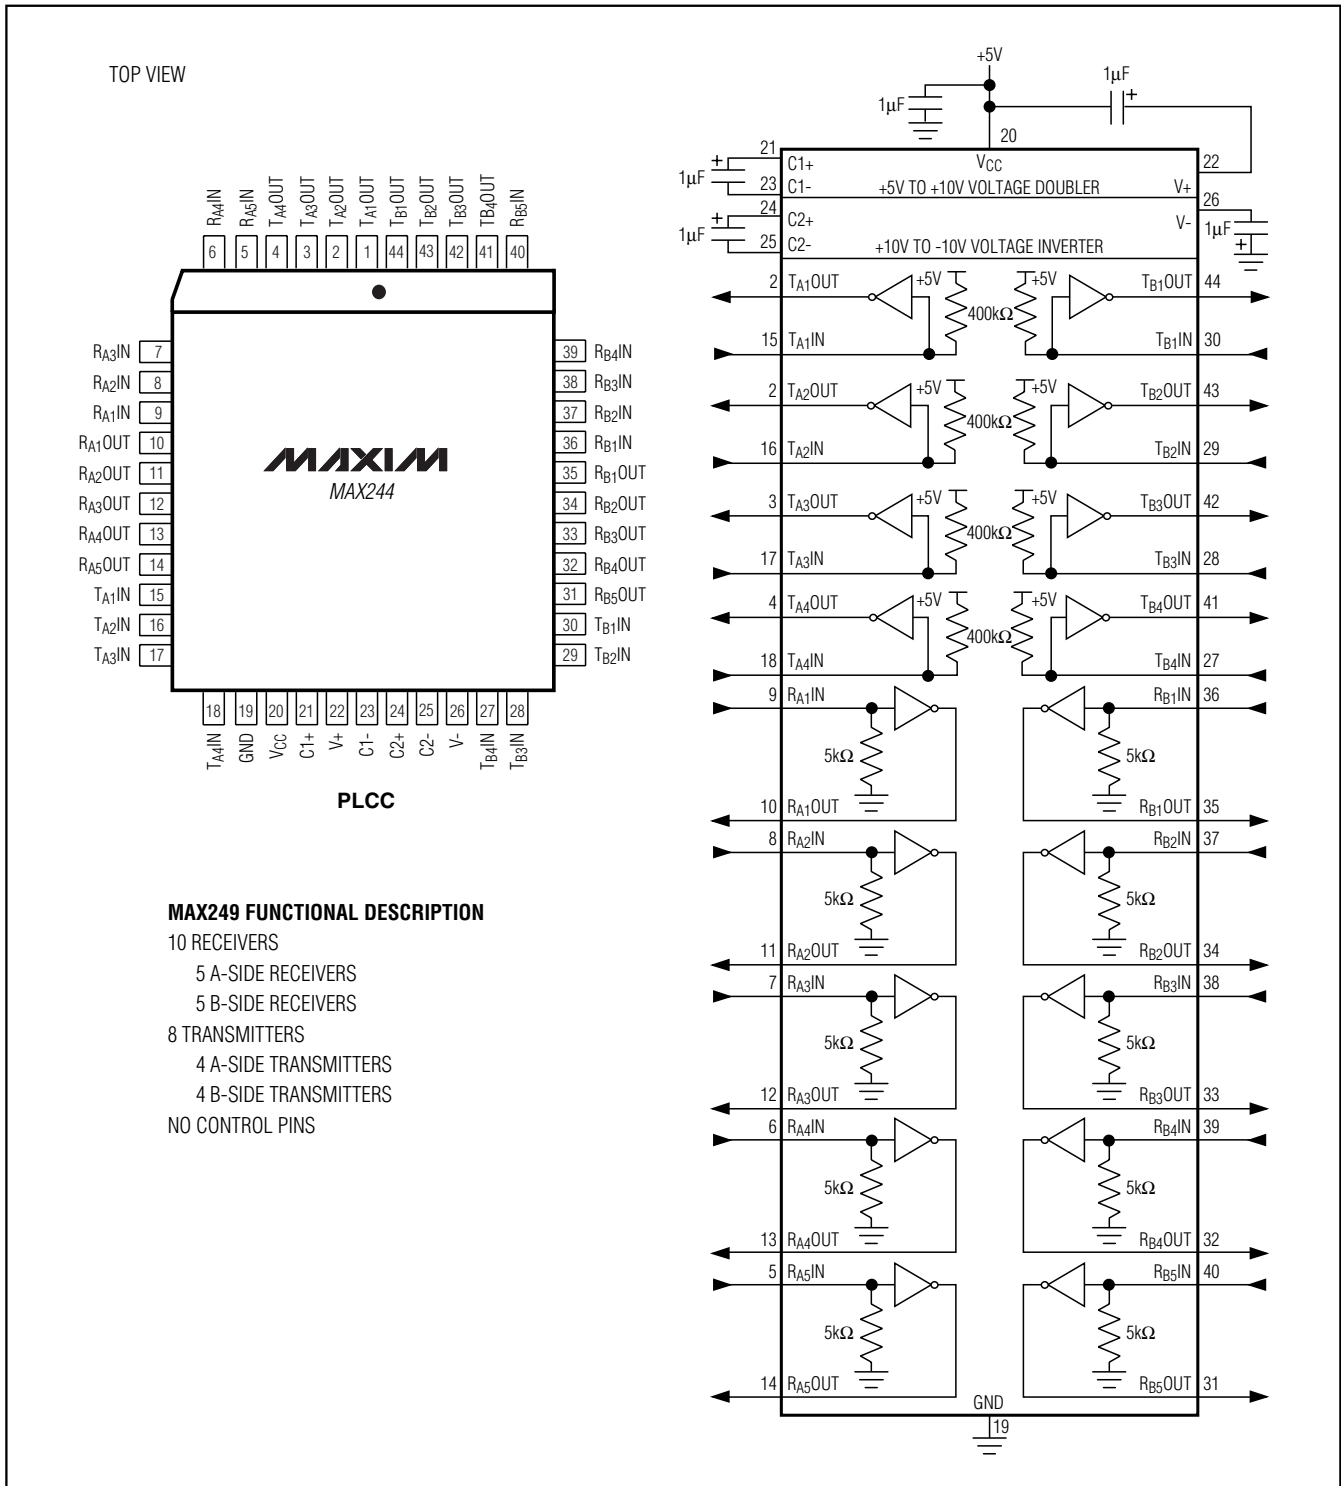 TOP VIEW
RA4IN
RA5IN
TA4OUT
TA3OUT
TA2OUT
TA1OUT
TB1OUT
TB2OUT
TB3OUT
TB4OUT
RB5IN
6 5 4 3 2 1 44 43 42 41 40
RA3IN 7
RA2IN 8
RA1IN 9
RA1OUT 10
RA2OUT 11
RA3OUT 12
RA4OUT 13
RA5OUT 14
TA1IN 15
TA2IN 16
TA3IN 17
MAXIM
MAX244
39 RB4IN
38 RB3IN
37 RB2IN
36 RB1IN
35 RB1OUT
34 RB2OUT
33 RB3OUT
32 RB4OUT
31 RB5OUT
30 TB1IN
29 TB2IN
18 19 20 21 22 23 24 25 26 27 28
TA4IN
GND
VCC
C1+
V+
C1-
C2+
C2-
V-
TB4IN
TB3IN
PLCC
MAX249 FUNCTIONAL DESCRIPTION
10 RECEIVERS
5 A-SIDE RECEIVERS
5 B-SIDE RECEIVERS
8 TRANSMITTERS
4 A-SIDE TRANSMITTERS
4 B-SIDE TRANSMITTERS
NO CONTROL PINS
+5V
1µF
1µF +
20
21 C1+ VCC 22
+ 1µF
23 C1- +5V TO +10V VOLTAGE DOUBLER V+
24 C2+ V- 26
+ 1µF 1µF +
25 C2- +10V TO -10V VOLTAGE INVERTER
2 TA1OUT +5V +5V TB1OUT 44
400kΩ
15 TA1IN TB1IN 30
2 TA2OUT +5V +5V TB2OUT 43
400kΩ
16 TA2IN TB2IN 29
3 TA3OUT +5V +5V TB3OUT 42
400kΩ
17 TA3IN TB3IN 28
4 TA4OUT +5V +5V TB4OUT 41
400kΩ
18 TA4IN TB4IN 27
9 RA1IN RB1IN 36
5kΩ 5kΩ
10 RA1OUT RB1OUT 35
8 RA2IN RB2IN 37
5kΩ 5kΩ
11 RA2OUT RB2OUT 34
7 RA3IN RB3IN 38
5kΩ 5kΩ
12 RA3OUT RB3OUT 33
6 RA4IN RB4IN 39
5kΩ 5kΩ
13 RA4OUT RB4OUT 32
5 RA5IN RB5IN 40
5kΩ 5kΩ
14 RA5OUT RB5OUT 31
GND
19